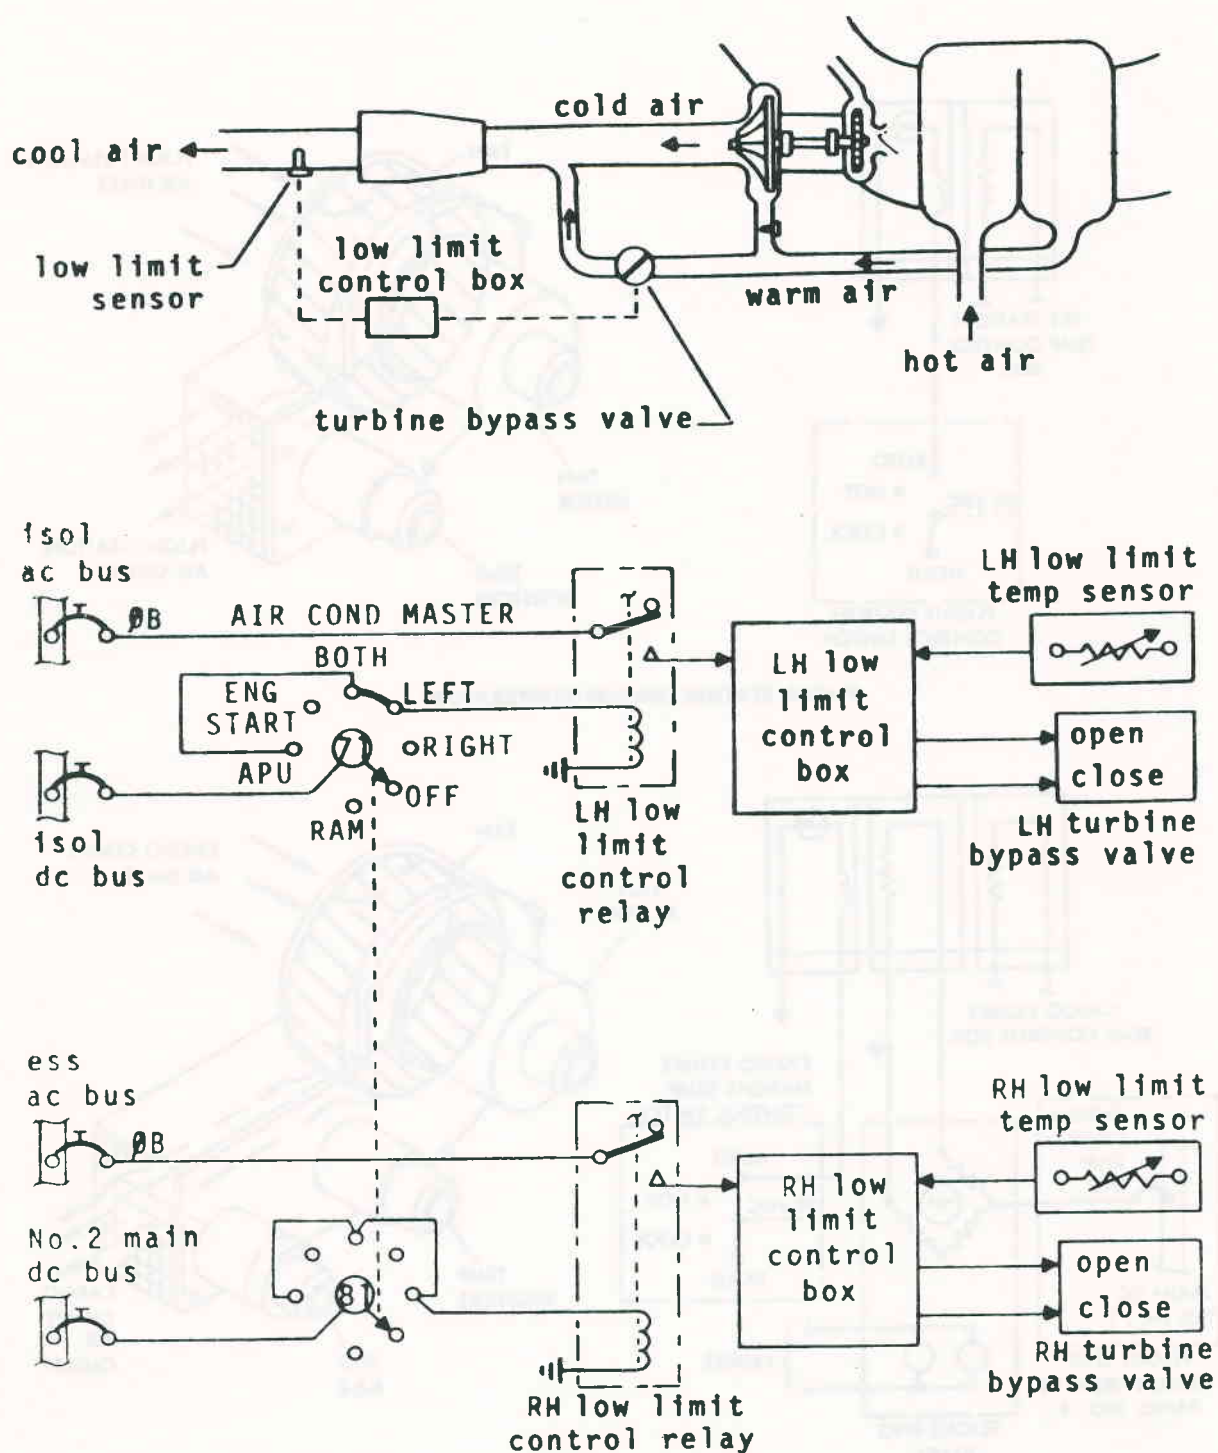 cold air
cool air
low limit
sensor
low limit
control box
warm air
hot air
turbine bypass valve
isol
ac bus
ØB
AIR COND MASTER
BOTH
ENG
START
LEFT
APU
71
RIGHT
OFF
RAM
isol
dc bus
LH low
limit
control
relay
LH low
limit
control
box
LH low limit
temp sensor
open
close
LH turbine
bypass valve
ess
ac bus
ØB
No.2 main
dc bus
81
RH low limit
control relay
RH low
limit
control
box
RH low limit
temp sensor
open
close
RH turbine
bypass valve